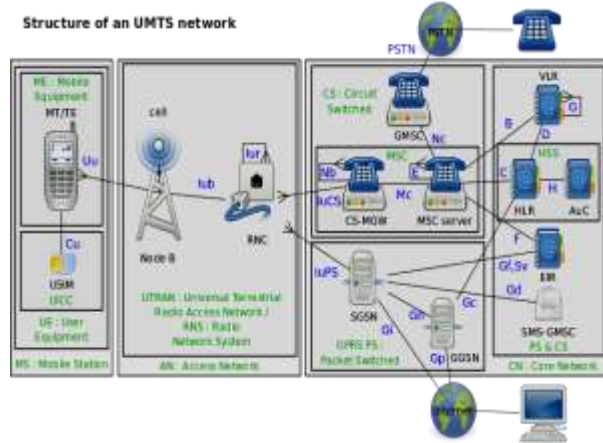 Structure of an UMTS network
PSTN
PSTN
ME : Mobile
Equipment
MT/TE
Uu
Cu
USIM
UICC
UE : User
Equipment
MS : Mobile Station
cell
Node B
Iub
Iur
RNC
UTRAN : Universal Terrestrial
Radio Access Network /
RNS : Radio
Network System
AN : Access Network
CS : Circuit
Switched
GMSC
Nc
MSC
Nb
E
IuCS
CS-MGW
Mc
MSC server
IuPS
SGSN
Gn
Gi
Gc
Gp
GGSN
GPRS PS :
Packet Switched
VLR
G
B
D
HSS
C
H
HLR
AuC
F
EIR
Gf,Sv
Gd
SMS-GMSC
PS & CS
CN : Core Network
Internet